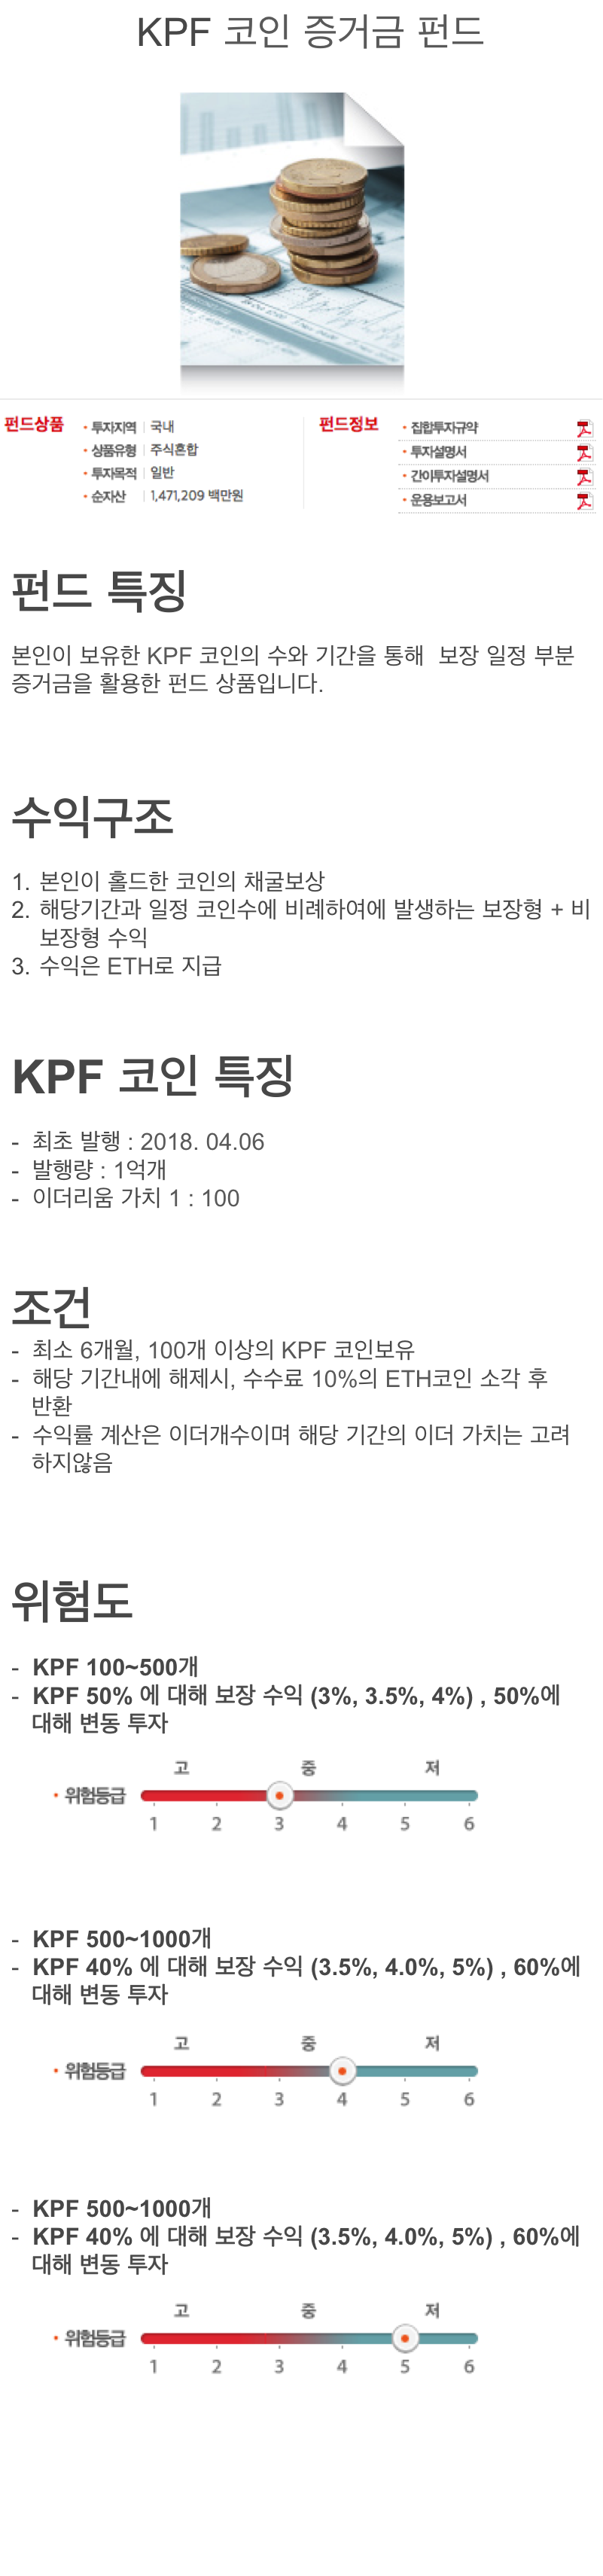 KPF 코인 증거금 펀드
펀드상품
• 투자지역 | 국내
• 상품유형 | 주식혼합
• 투자목적 | 일반
• 순자산 | 1,471,209 백만원
펀드정보
• 집합투자규약
• 투자설명서
• 간이투자설명서
• 운용보고서
펀드 특징
본인이 보유한 KPF 코인의 수와 기간을 통해 보장 일정 부분
증거금을 활용한 펀드 상품입니다.
수익구조
1. 본인이 홀드한 코인의 채굴보상
2. 해당기간과 일정 코인수에 비례하여에 발생하는 보장형 + 비
보장형 수익
3. 수익은 ETH로 지급
KPF 코인 특징
- 최초 발행 : 2018. 04.06
- 발행량 : 1억개
- 이더리움 가치 1 : 100
조건
- 최소 6개월, 100개 이상의 KPF 코인보유
- 해당 기간내에 해제시, 수수료 10%의 ETH코인 소각 후
반환
- 수익률 계산은 이더개수이며 해당 기간의 이더 가치는 고려
하지않음
위험도
- KPF 100~500개
- KPF 50% 에 대해 보장 수익 (3%, 3.5%, 4%) , 50%에
대해 변동 투자
고 중 저
• 위험등급
1 2 3 4 5 6
- KPF 500~1000개
- KPF 40% 에 대해 보장 수익 (3.5%, 4.0%, 5%) , 60%에
대해 변동 투자
고 중 저
• 위험등급
1 2 3 4 5 6
- KPF 500~1000개
- KPF 40% 에 대해 보장 수익 (3.5%, 4.0%, 5%) , 60%에
대해 변동 투자
고 중 저
• 위험등급
1 2 3 4 5 6